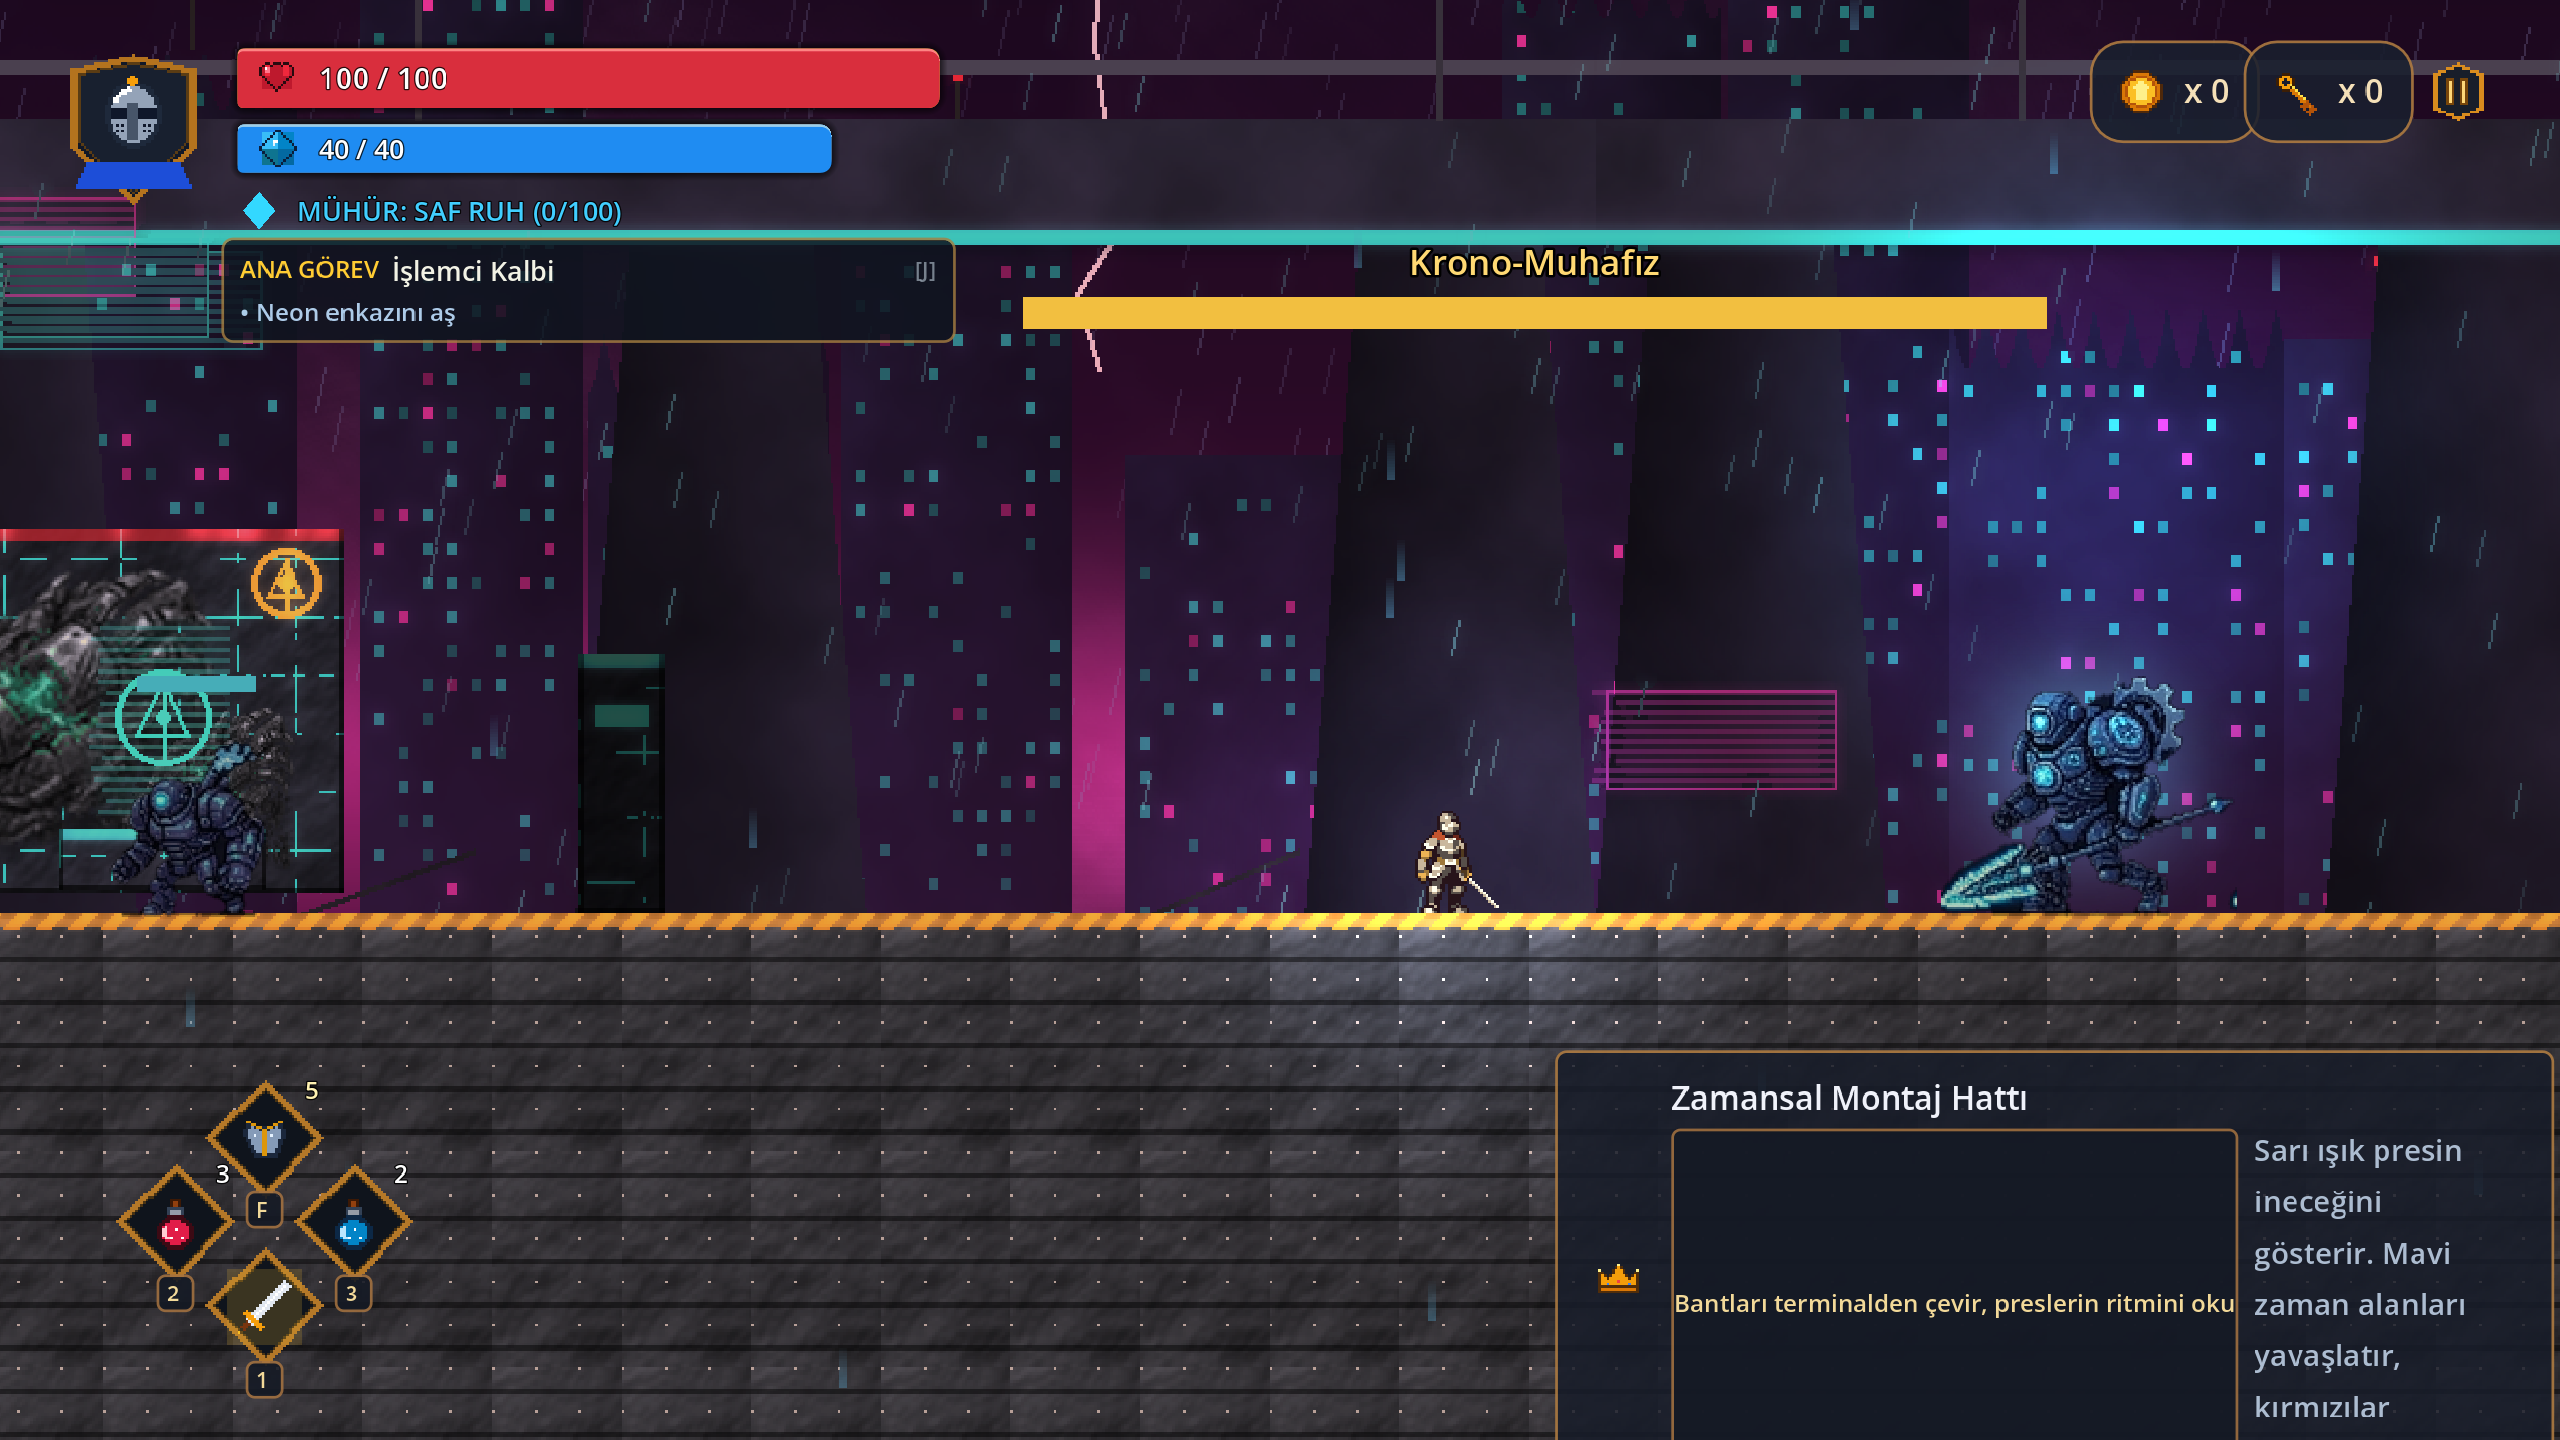 100 / 100
40 / 40
MÜHÜR: SAF RUH (0/100)
ANA GÖREV İşlemci Kalbi [J]
• Neon enkazını aş
Krono-Muhafız
x 0
x 0
5
3
2
F
2
3
1
Zamansal Montaj Hattı
Bantları terminalden çevir, preslerin ritmini oku
Sarı ışık presin
ineceğini
gösterir. Mavi
zaman alanları
yavaşlatır,
kırmızılar